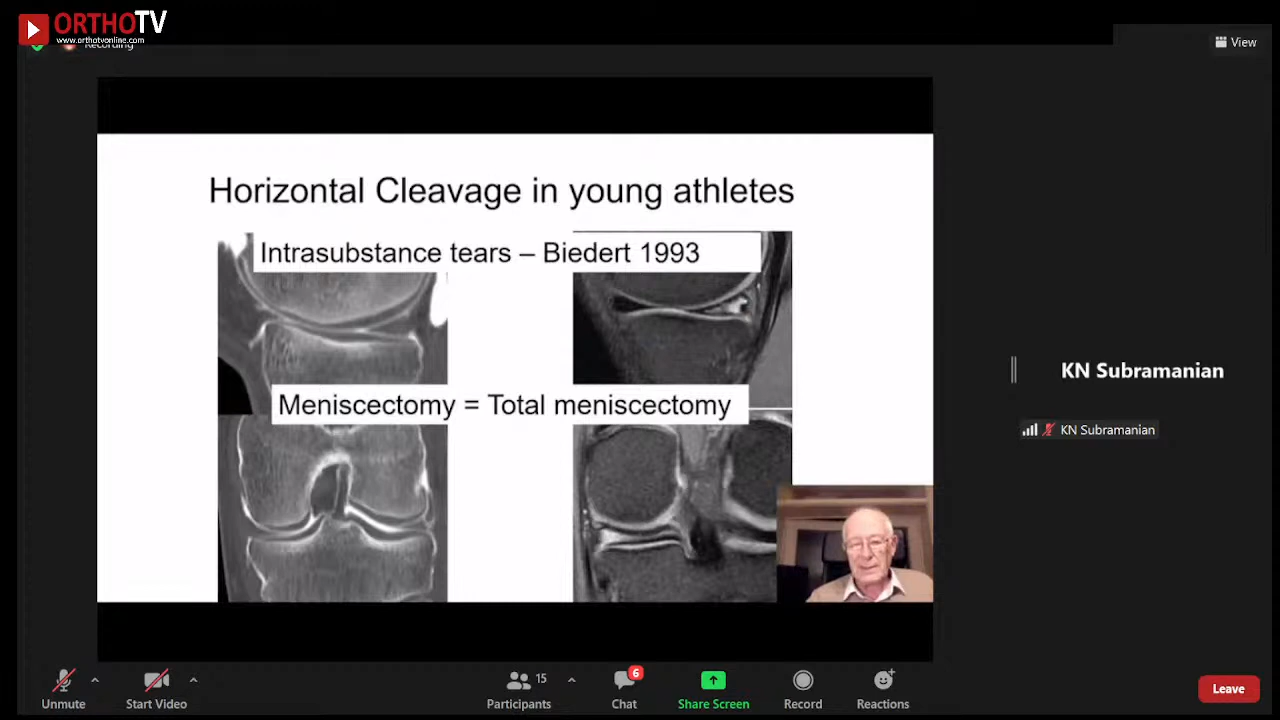 ORTHOTV
www.orthotvonline.com
Recording
View
Horizontal Cleavage in young athletes
Intrasubstance tears – Biedert 1993
Meniscectomy = Total meniscectomy
KN Subramanian
KN Subramanian
Unmute
Start Video
15
Participants
6
Chat
Share Screen
Record
Reactions
Leave